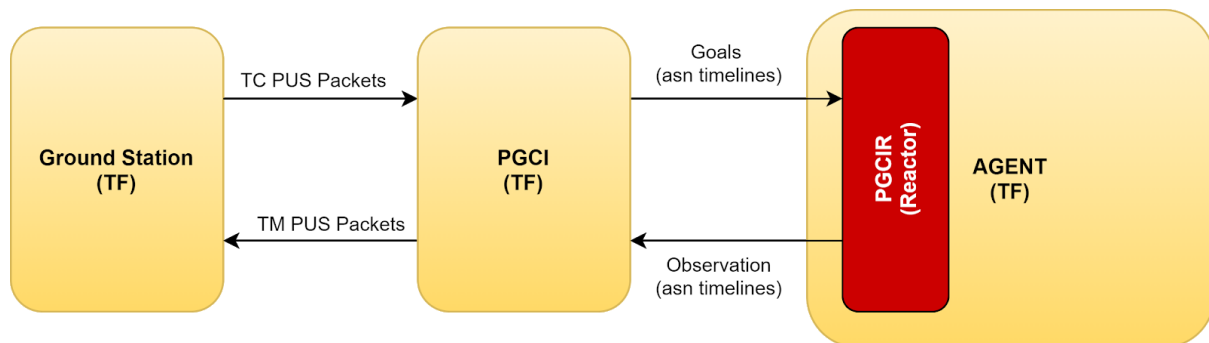 Ground Station
(TF)
TC PUS Packets
TM PUS Packets
PGCI
(TF)
Goals
(asn timelines)
Observation
(asn timelines)
PGCIR
(Reactor)
AGENT
(TF)